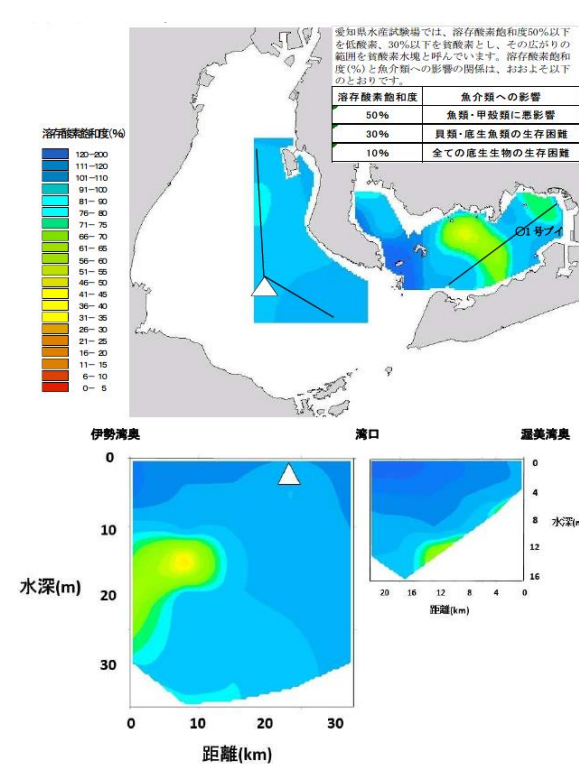 愛知県水産試験場では、溶存酸素飽和度50%以下
を低酸素、30%以下を貧酸素とし、その広がりの
範囲を貧酸素水塊と呼んでいます。溶存酸素飽和
度(%)と魚介類への影響の関係は、おおよそ以下
のとおりです。
溶存酸素飽和度 魚介類への影響
50% 魚類・甲殻類に悪影響
30% 貝類・底生魚類の生存困難
10% 全ての底生生物の生存困難
溶存酸素飽和度(%)
120-200
111-120
101-110
91-100
81-90
76-80
71-75
66-70
61-65
56-60
51-55
46-50
41-45
36-40
31-35
26-30
21-25
16-20
11-15
6-10
0-5
1号ブイ
伊勢湾奥 湾口 渥美湾奥
0
10
20
30
水深(m)
0 10 20 30
距離(km)
0
4
8
12
16
水深(m
20 16 12 8 4 0
距離(km)